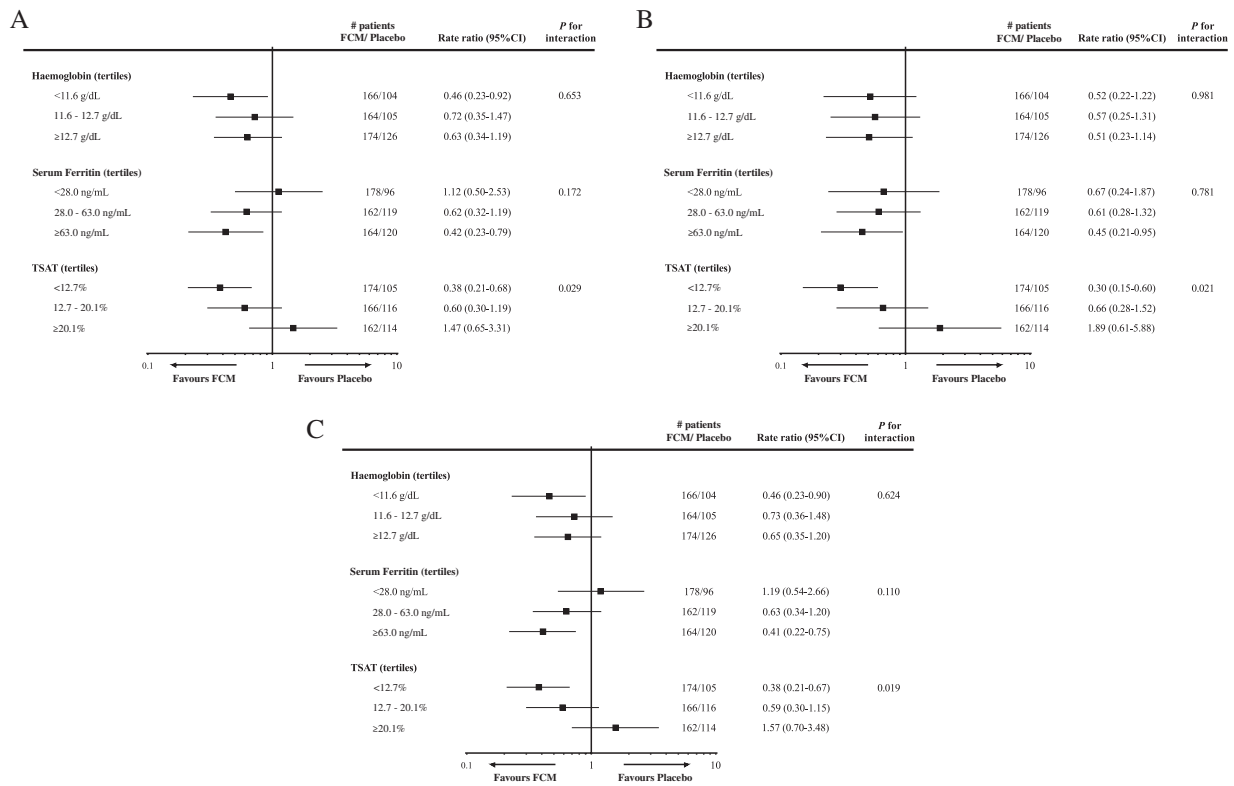 A
# patients
FCM/ Placebo
Rate ratio (95%CI)
P for
interaction
Haemoglobin (tertiles)
<11.6 g/dL 166/104 0.46 (0.23-0.92) 0.653
11.6 - 12.7 g/dL 164/105 0.72 (0.35-1.47)
≥12.7 g/dL 174/126 0.63 (0.34-1.19)
Serum Ferritin (tertiles)
<28.0 ng/mL 178/96 1.12 (0.50-2.53) 0.172
28.0 - 63.0 ng/mL 162/119 0.62 (0.32-1.19)
≥63.0 ng/mL 164/120 0.42 (0.23-0.79)
TSAT (tertiles)
<12.7% 174/105 0.38 (0.21-0.68) 0.029
12.7 - 20.1% 166/116 0.60 (0.30-1.19)
≥20.1% 162/114 1.47 (0.65-3.31)
0.1 1 10
Favours FCM Favours Placebo
B
# patients
FCM/ Placebo
Rate ratio (95%CI)
P for
interaction
Haemoglobin (tertiles)
<11.6 g/dL 166/104 0.52 (0.22-1.22) 0.981
11.6 - 12.7 g/dL 164/105 0.57 (0.25-1.31)
≥12.7 g/dL 174/126 0.51 (0.23-1.14)
Serum Ferritin (tertiles)
<28.0 ng/mL 178/96 0.67 (0.24-1.87) 0.781
28.0 - 63.0 ng/mL 162/119 0.61 (0.28-1.32)
≥63.0 ng/mL 164/120 0.45 (0.21-0.95)
TSAT (tertiles)
<12.7% 174/105 0.30 (0.15-0.60) 0.021
12.7 - 20.1% 166/116 0.66 (0.28-1.52)
≥20.1% 162/114 1.89 (0.61-5.88)
0.1 1 10
Favours FCM Favours Placebo
C
# patients
FCM/ Placebo
Rate ratio (95%CI)
P for
interaction
Haemoglobin (tertiles)
<11.6 g/dL 166/104 0.46 (0.23-0.90) 0.624
11.6 - 12.7 g/dL 164/105 0.73 (0.36-1.48)
≥12.7 g/dL 174/126 0.65 (0.35-1.20)
Serum Ferritin (tertiles)
<28.0 ng/mL 178/96 1.19 (0.54-2.66) 0.110
28.0 - 63.0 ng/mL 162/119 0.63 (0.34-1.20)
≥63.0 ng/mL 164/120 0.41 (0.22-0.75)
TSAT (tertiles)
<12.7% 174/105 0.38 (0.21-0.67) 0.019
12.7 - 20.1% 166/116 0.59 (0.30-1.15)
≥20.1% 162/114 1.57 (0.70-3.48)
0.1 1 10
Favours FCM Favours Placebo